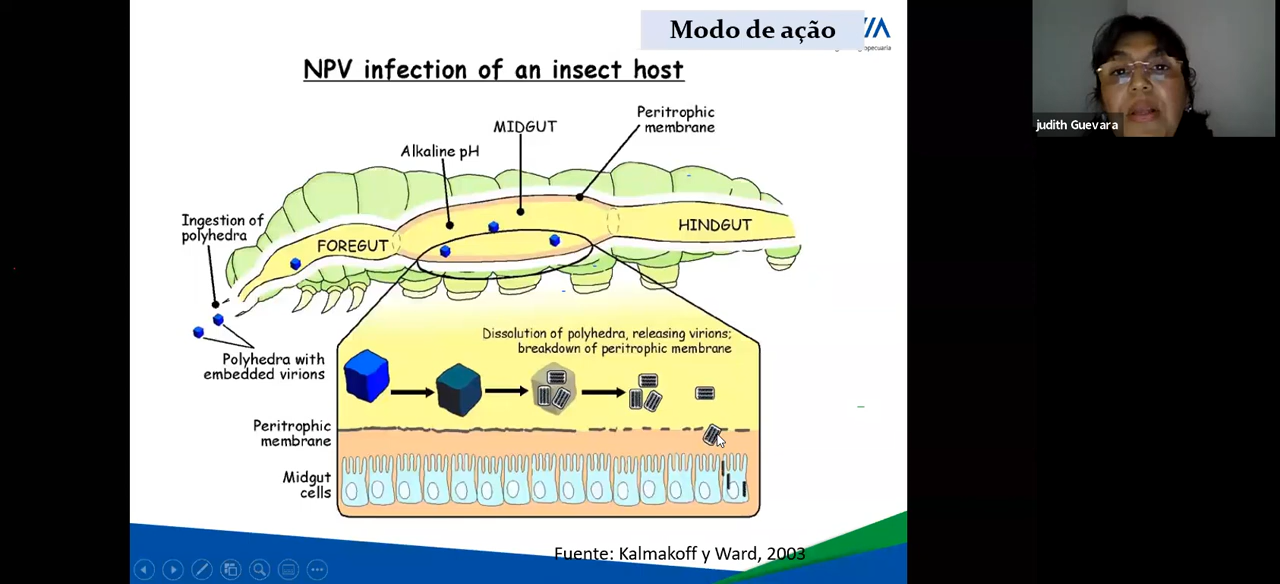 Modo de ação
VA
NPV infection of an insect host
Peritrophic
membrane
MIDGUT
Alkaline pH
Ingestion of
polyhedra
FOREGUT
HINDGUT
Polyhedra with
embedded virions
Dissolution of polyhedra, releasing virions;
breakdown of peritrophic membrane
Peritrophic
membrane
Midgut
cells
Fuente: Kalmakoff y Ward, 2003
judith Guevara